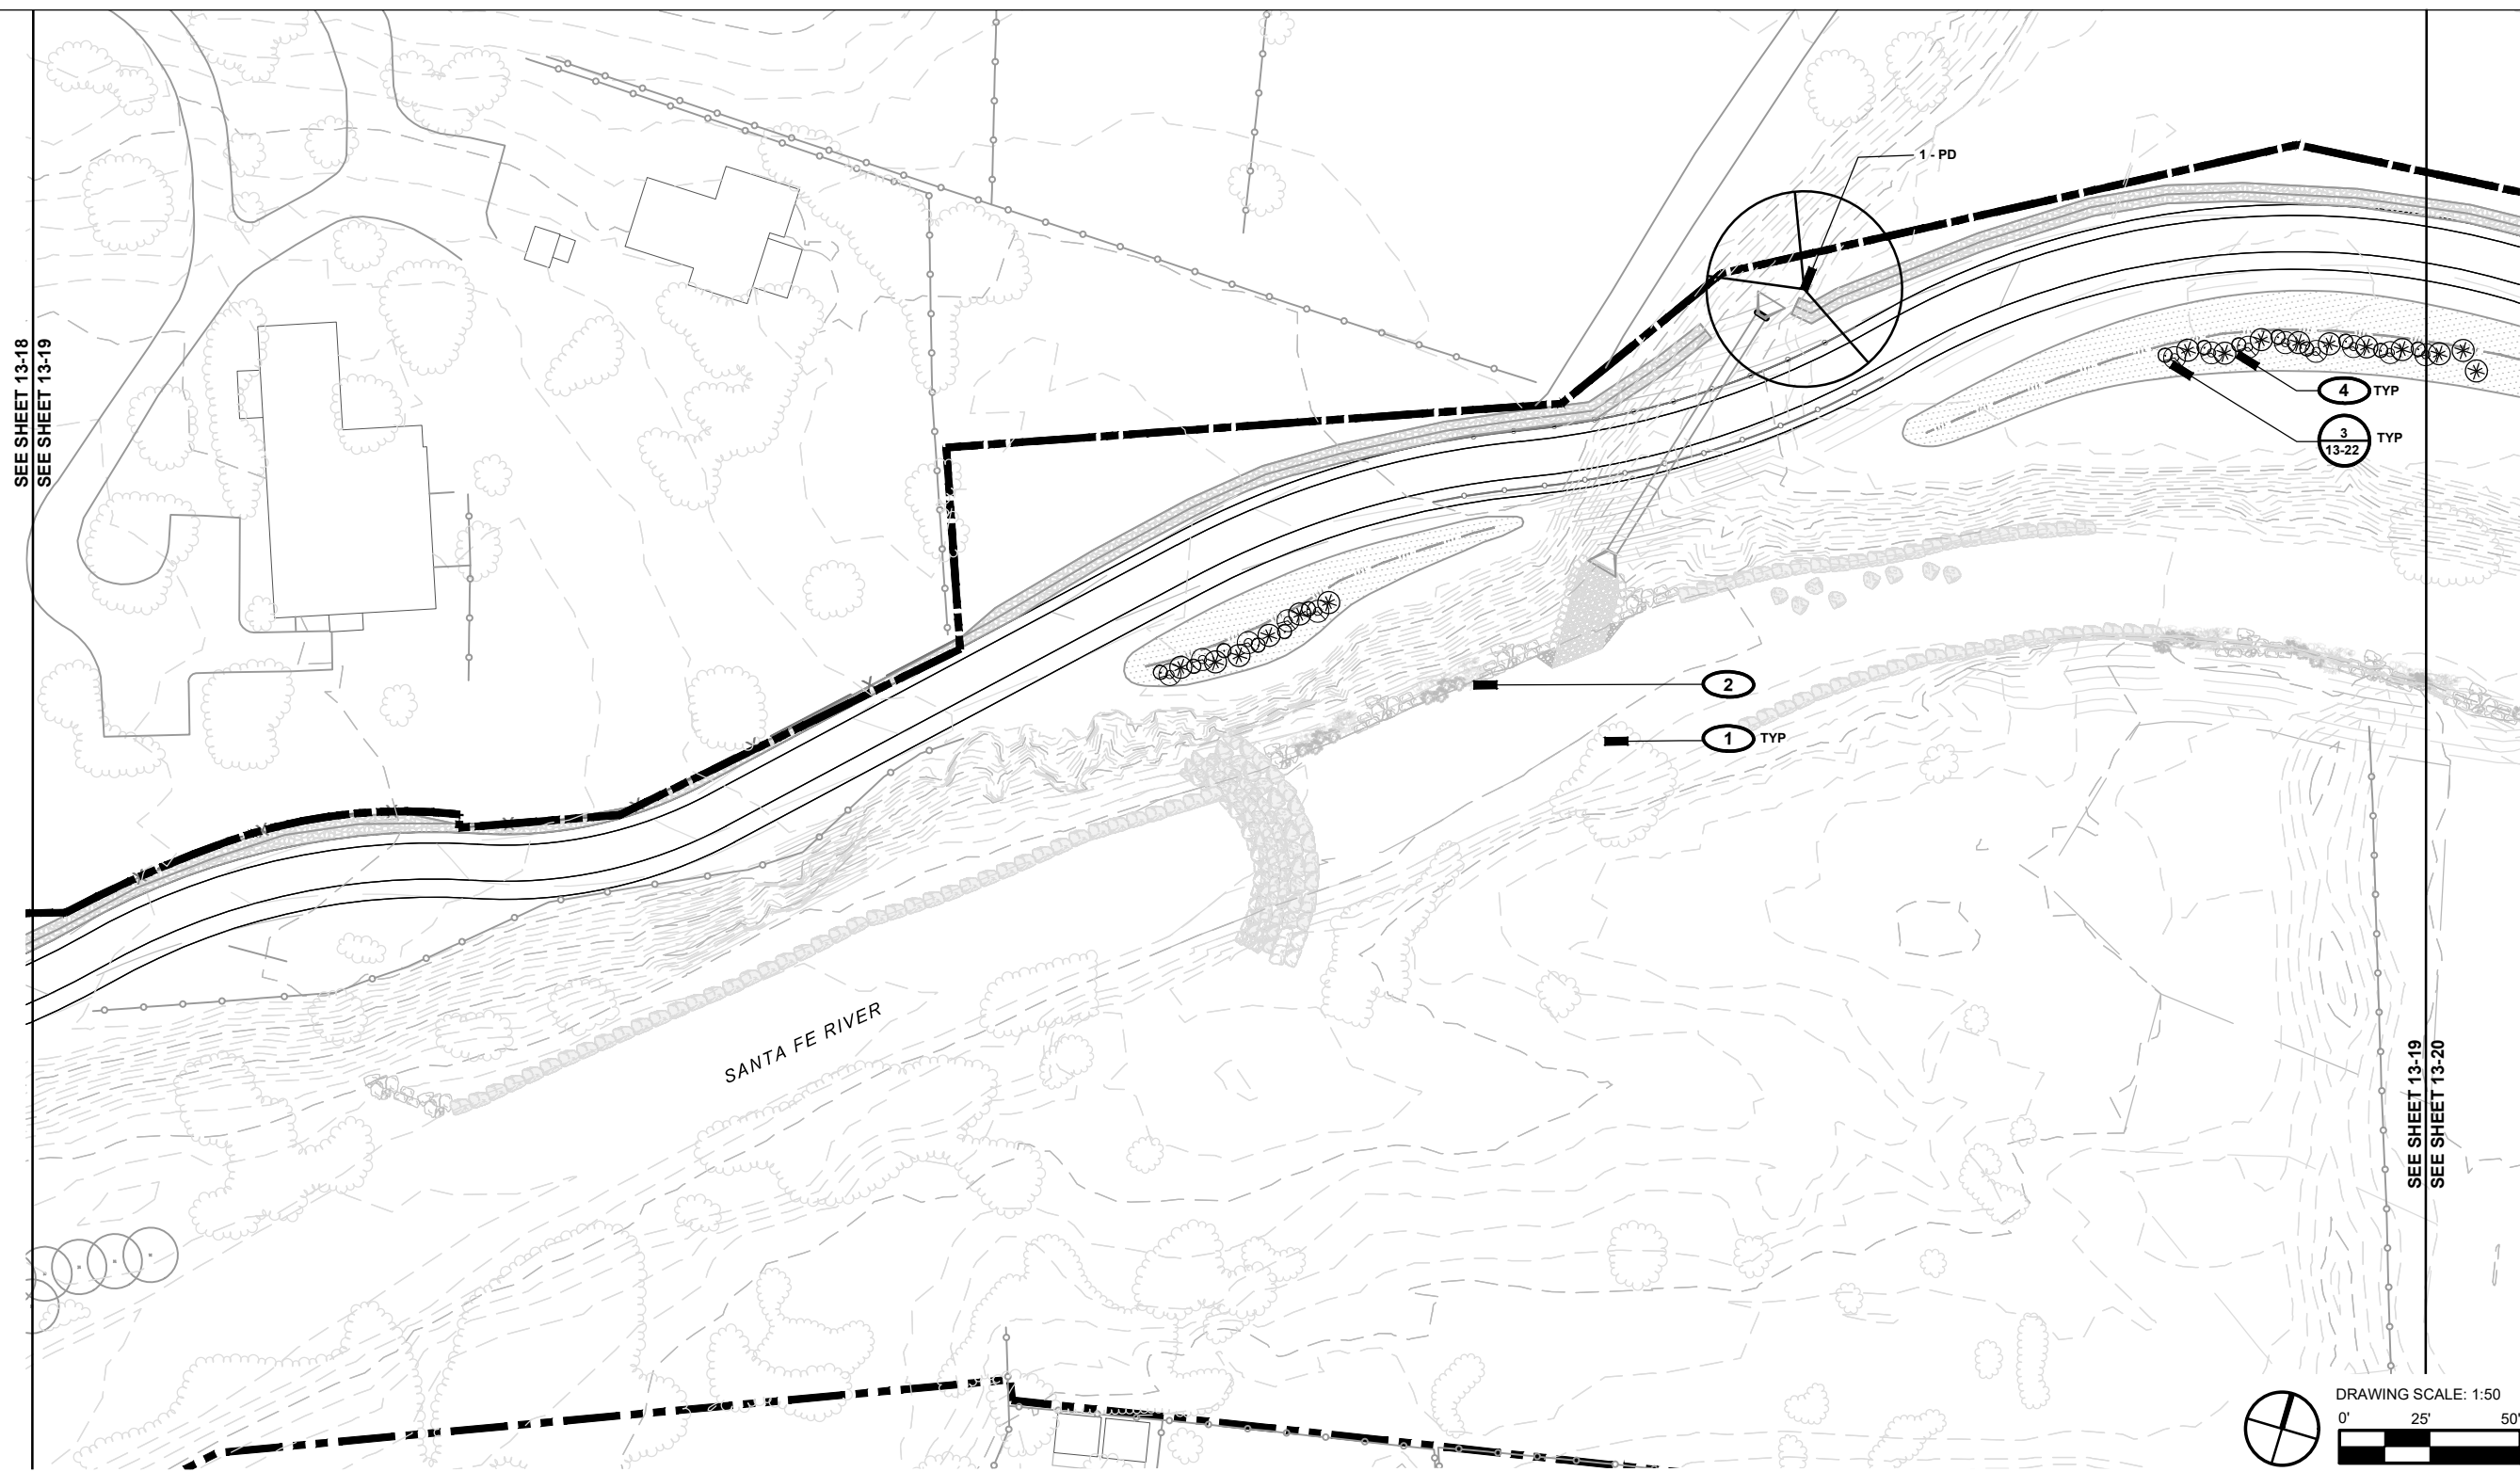 1 - PD
SEE SHEET 13-18
SEE SHEET 13-19
4 TYP
3
13-22
TYP
2
1 TYP
SANTA FE RIVER
SEE SHEET 13-19
SEE SHEET 13-20
DRAWING SCALE: 1:50
0' 25' 50'